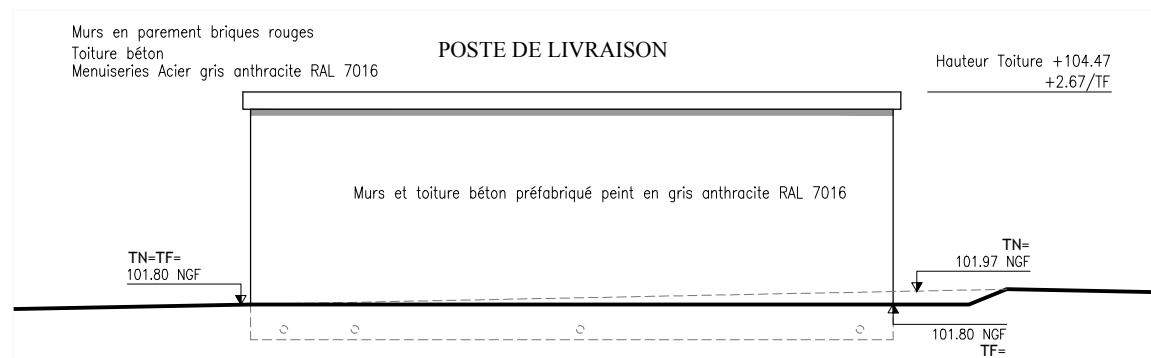 Murs en parement briques rouges
Toiture béton
Menuiseries Acier gris anthracite RAL 7016
POSTE DE LIVRAISON
Hauteur Toiture +104.47
+2.67/TF
Murs et toiture béton préfabriqué peint en gris anthracite RAL 7016
TN=TF=
101.80 NGF
TN=
101.97 NGF
101.80 NGF
TF=